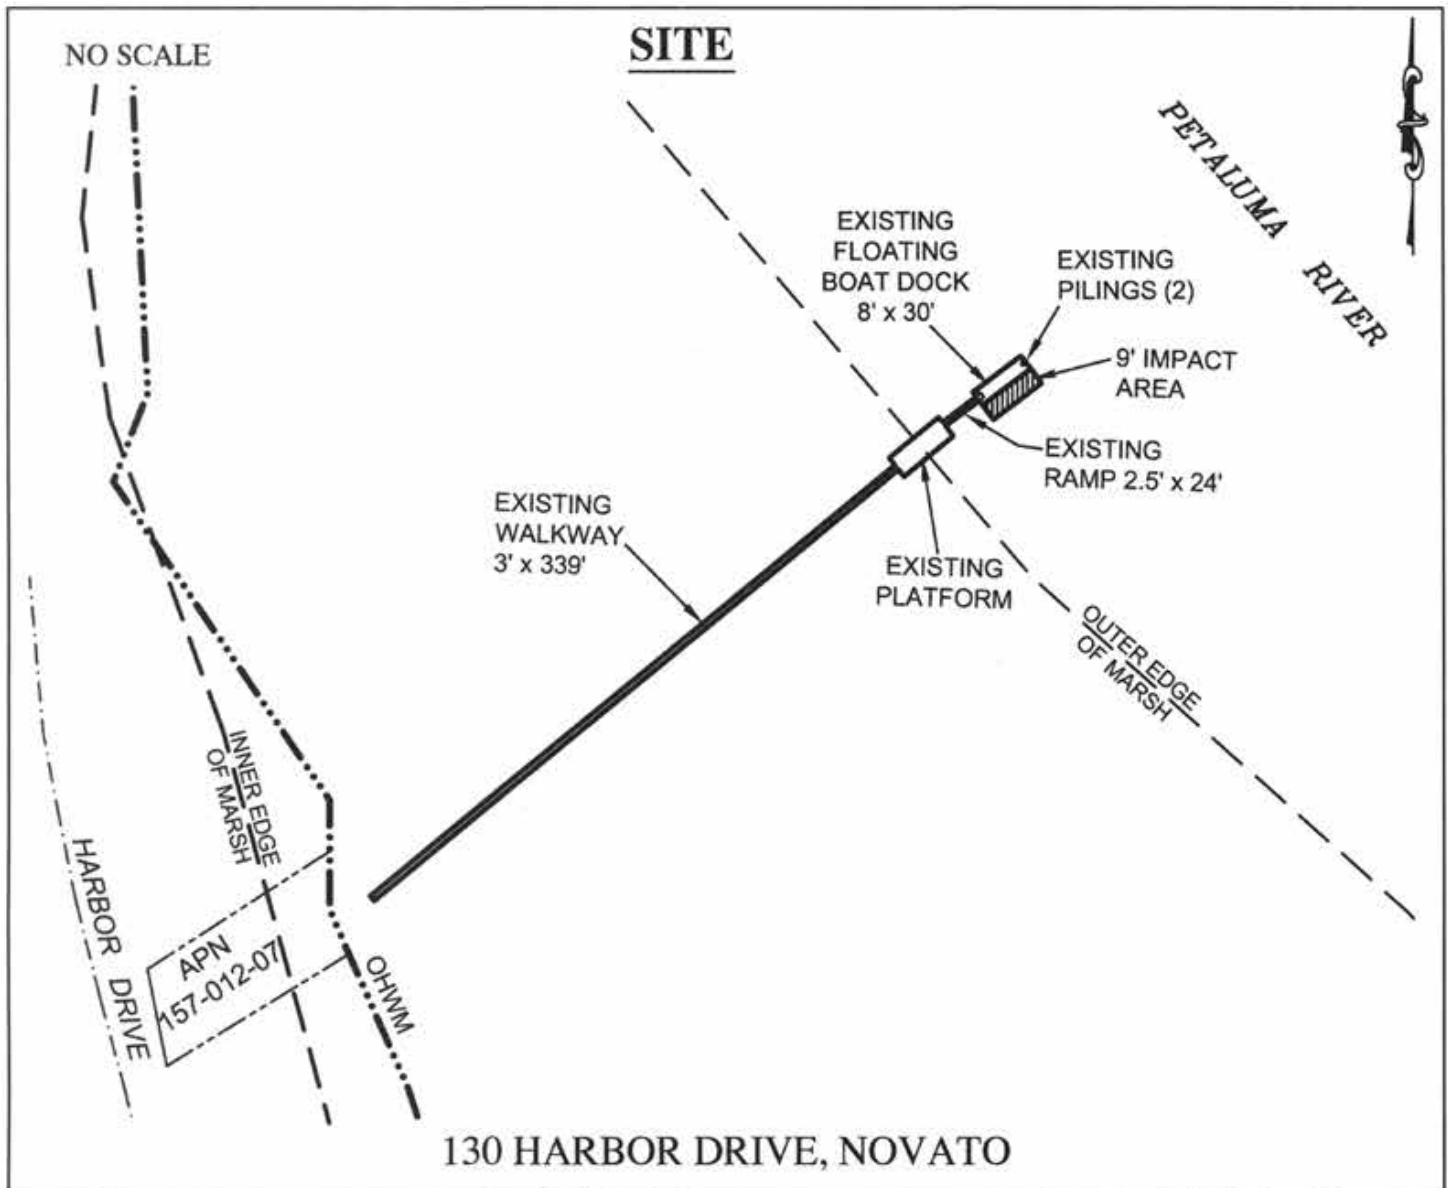 NO SCALE
SITE
PETALUMA
RIVER
EXISTING
FLOATING
BOAT DOCK
8' x 30'
EXISTING
PILINGS (2)
9' IMPACT
AREA
EXISTING
RAMP 2.5' x 24'
EXISTING
WALKWAY
3' x 339'
EXISTING
PLATFORM
OUTER EDGE
OF MARSH
INNER EDGE
OF MARSH
HARBOR DRIVE
APN
157-012-07
OHWM
130 HARBOR DRIVE, NOVATO